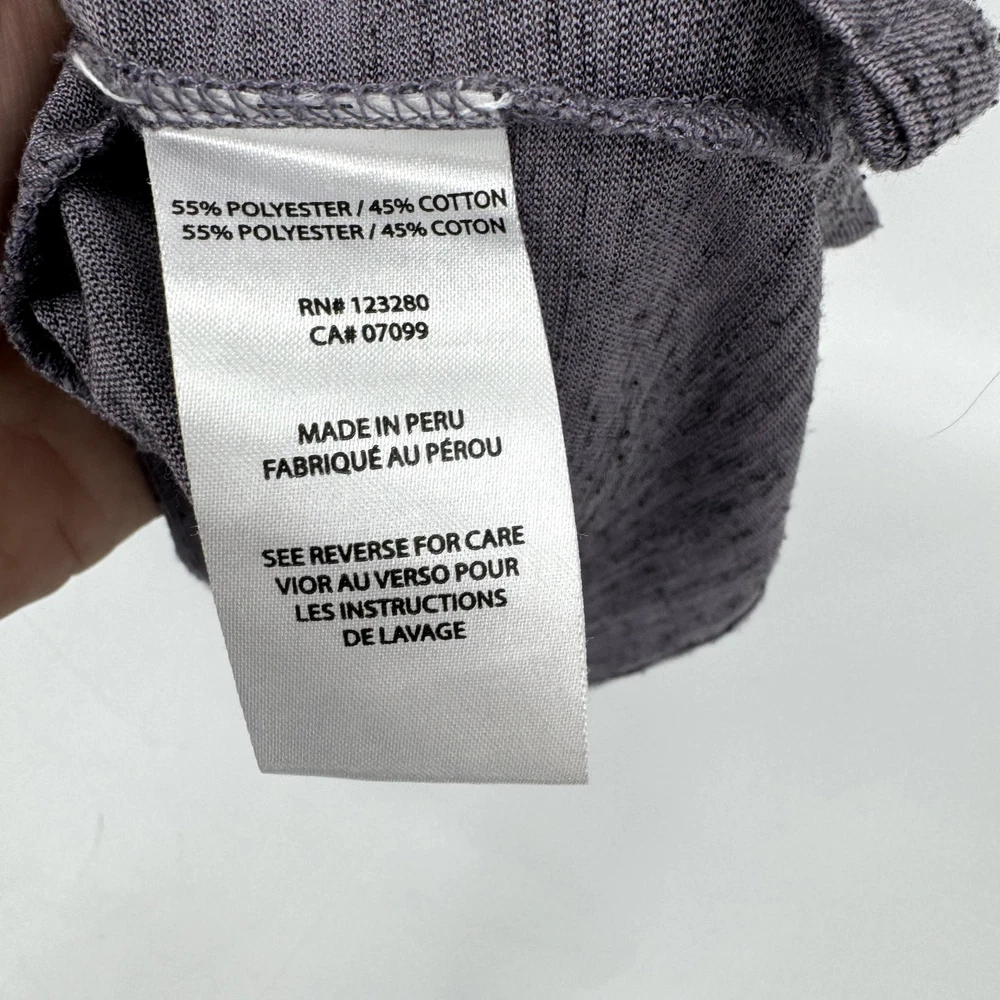 55% POLYESTER / 45% COTTON
55% POLYESTER / 45% COTON
RN# 123280
CA# 07099
MADE IN PERU
FABRIQUÉ AU PÉROU
SEE REVERSE FOR CARE
VIOR AU VERSO POUR
LES INSTRUCTIONS
DE LAVAGE